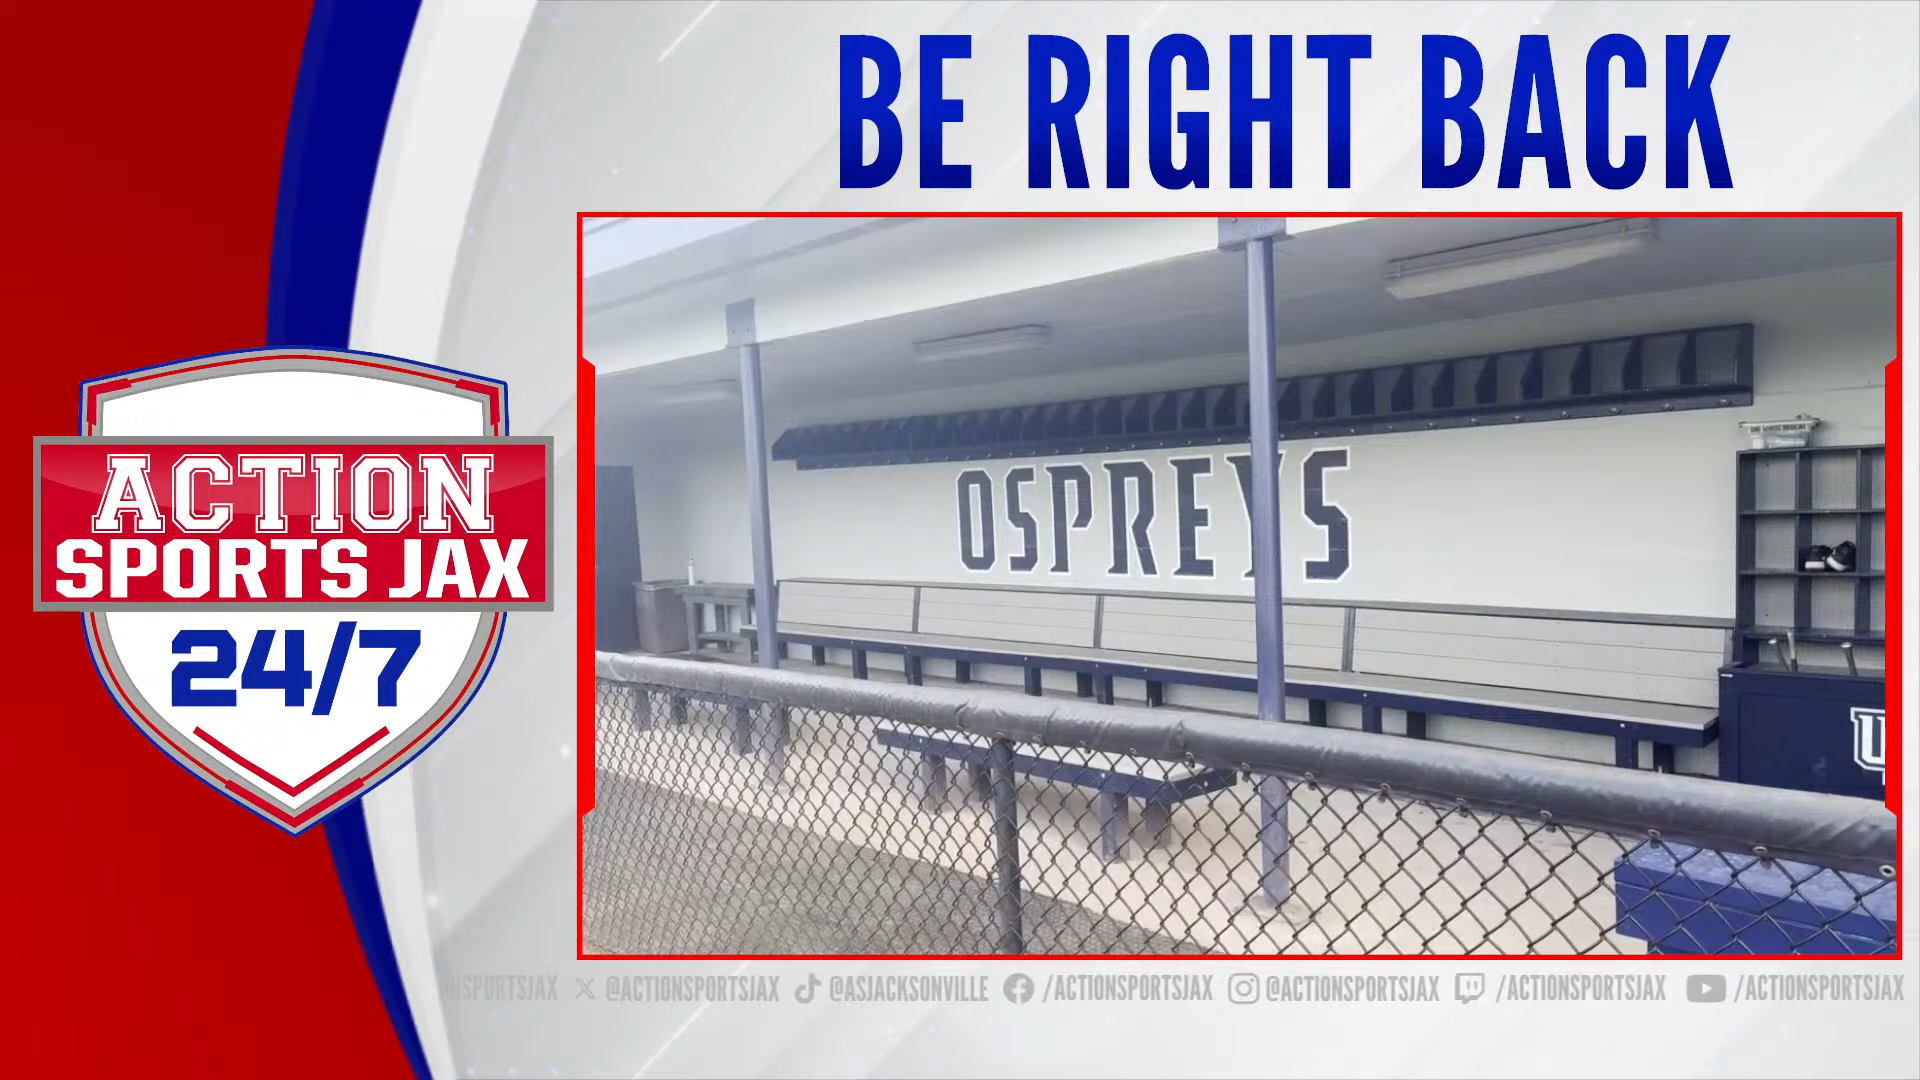 BE RIGHT BACK
ACTION
SPORTS JAX
24/7
OSPREYS
@ACTIONSPORTSJAX
@ASJACKSONVILLE
/ACTIONSPORTSJAX
@ACTIONSPORTSJAX
/ACTIONSPORTSJAX
/ACTIONSPORTSJAX